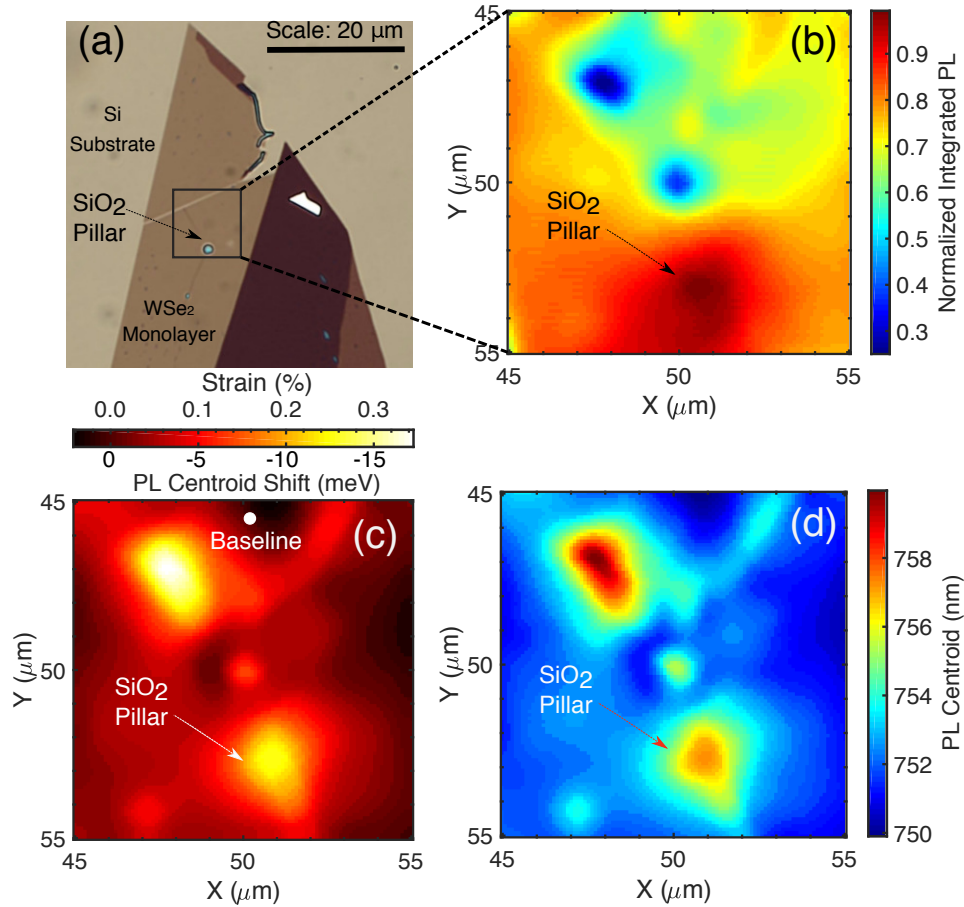 (a)
Scale: 20 μm
Si
Substrate
SiO2
Pillar
WSe2
Monolayer
(b)
45
50
55
Y (μm)
SiO2
Pillar
45
50
55
X (μm)
0.9
0.8
0.7
0.6
0.5
0.4
0.3
Normalized Integrated PL
Strain (%)
0.0
0.1
0.2
0.3
0
-5
-10
-15
PL Centroid Shift (meV)
(c)
Baseline
45
50
55
Y (μm)
SiO2
Pillar
45
50
55
X (μm)
(d)
45
50
55
Y (μm)
SiO2
Pillar
45
50
55
X (μm)
758
756
754
752
750
PL Centroid (nm)